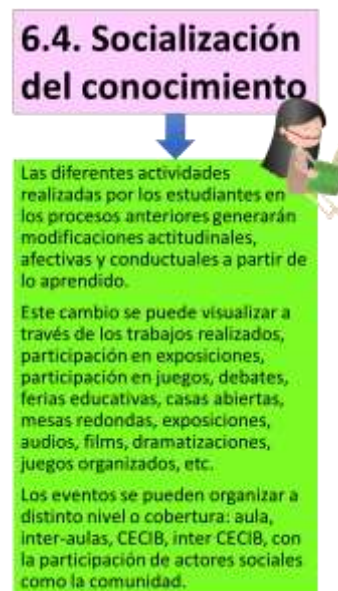 6.4. Socialización
del conocimiento
Las diferentes actividades
realizadas por los estudiantes en
los procesos anteriores generarán
modificaciones actitudinales,
afectivas y conductuales a partir de
lo aprendido.
Este cambio se puede visualizar a
través de los trabajos realizados,
participación en exposiciones,
participación en juegos, debates,
ferias educativas, casas abiertas,
mesas redondas, exposiciones,
audios, films, dramatizaciones,
juegos organizados, etc.
Los eventos se pueden organizar a
distinto nivel o cobertura: aula,
inter-aulas, CECIB, inter CECIB, con
la participación de actores sociales
como la comunidad.